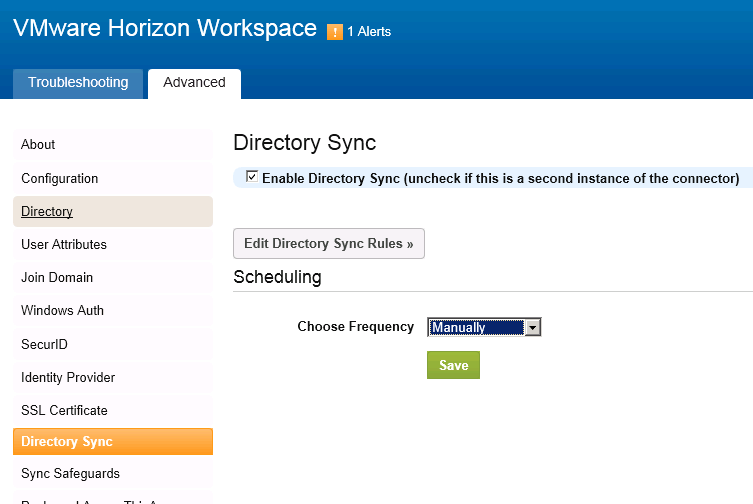 VMware Horizon Workspace ! 1 Alerts
Troubleshooting Advanced
About
Configuration
Directory
User Attributes
Join Domain
Windows Auth
SecurID
Identity Provider
SSL Certificate
Directory Sync
Sync Safeguards
Directory Sync
Enable Directory Sync (uncheck if this is a second instance of the connector)
Edit Directory Sync Rules »
Scheduling
Choose Frequency Manually
Save